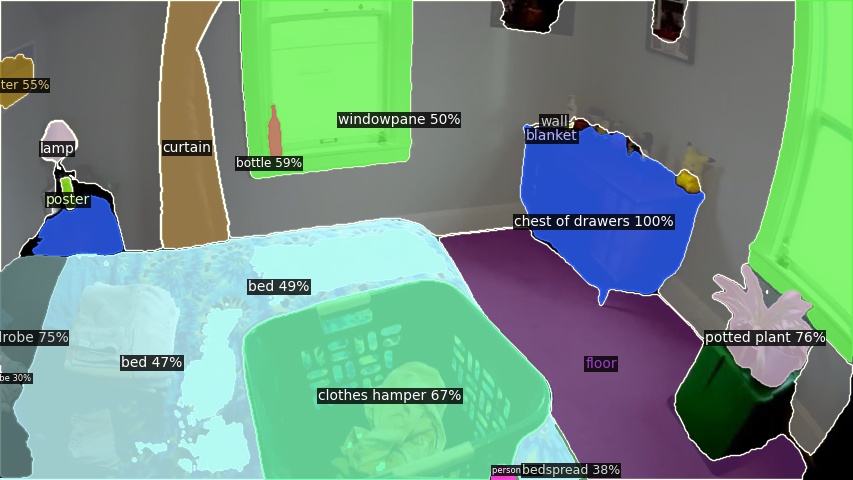 ter 55%
wall
windowpane 50%
blanket
lamp
curtain
bottle 59%
poster
chest of drawers 100%
bed 49%
drobe 75%
potted plant 76%
bed 47%
floor
be 30%
clothes hamper 67%
person
bedspread 38%